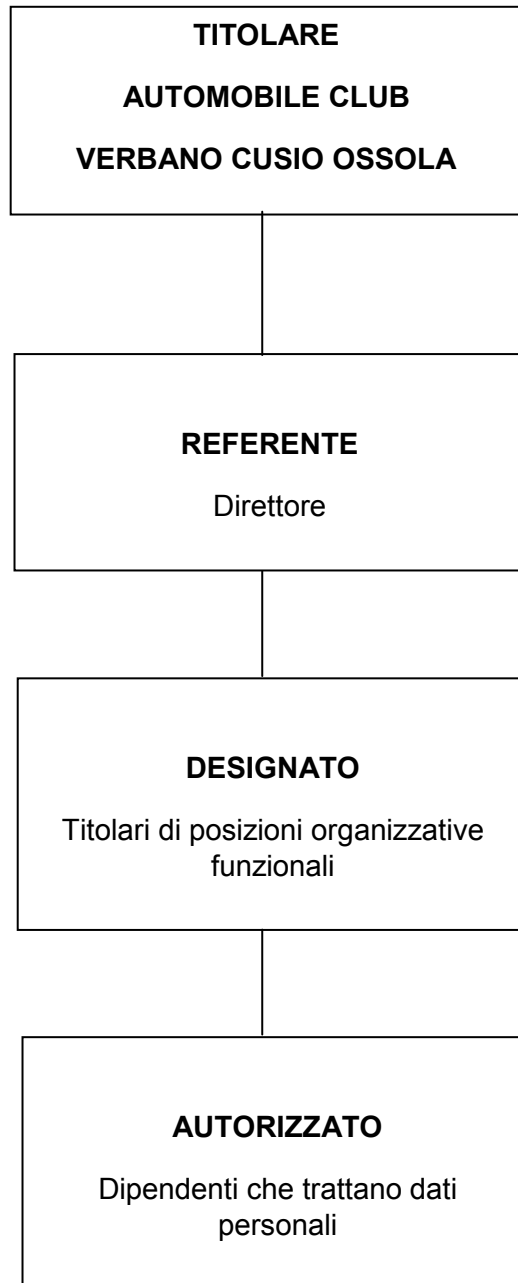 TITOLARE
AUTOMOBILE CLUB
VERBANO CUSIO OSSOLA
REFERENTE
Direttore
DESIGNATO
Titolari di posizioni organizzative
funzionali
AUTORIZZATO
Dipendenti che trattano dati
personali